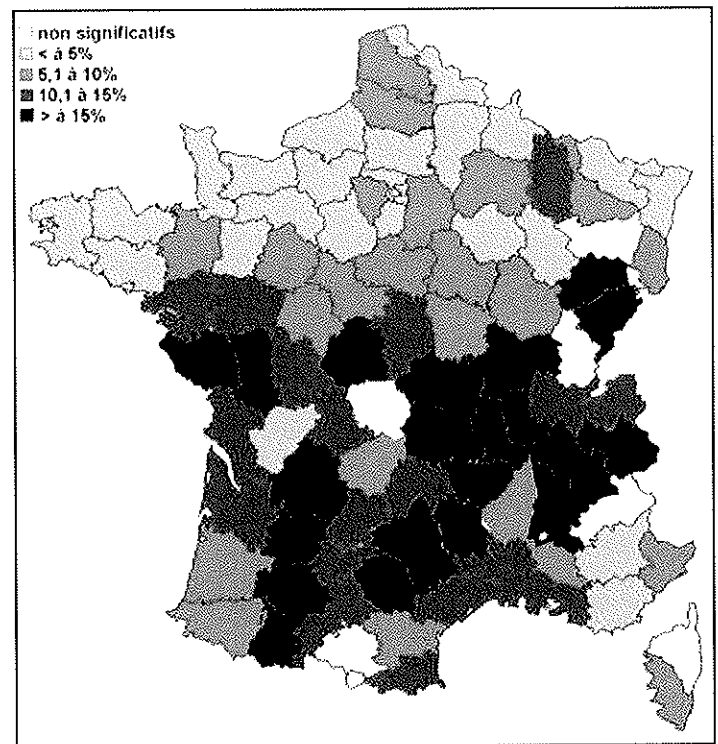 non significatifs
< à 5%
5,1 à 10%
10,1 à 15%
> à 15%